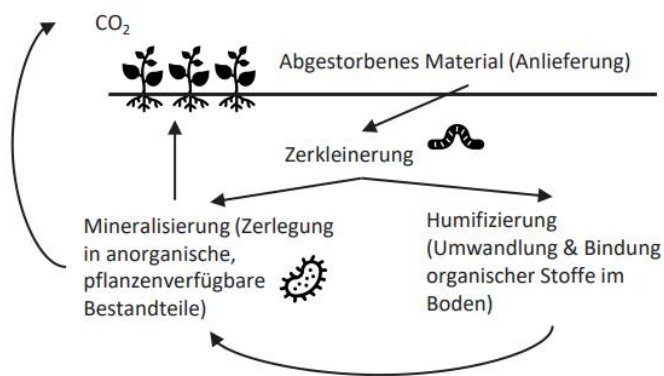 CO₂
Abgestorbenes Material (Anlieferung)
Zerkleinerung
Mineralisierung (Zerlegung
in anorganische,
pflanzenverfügbare
Bestandteile)
Humifizierung
(Umwandlung & Bindung
organischer Stoffe im
Boden)